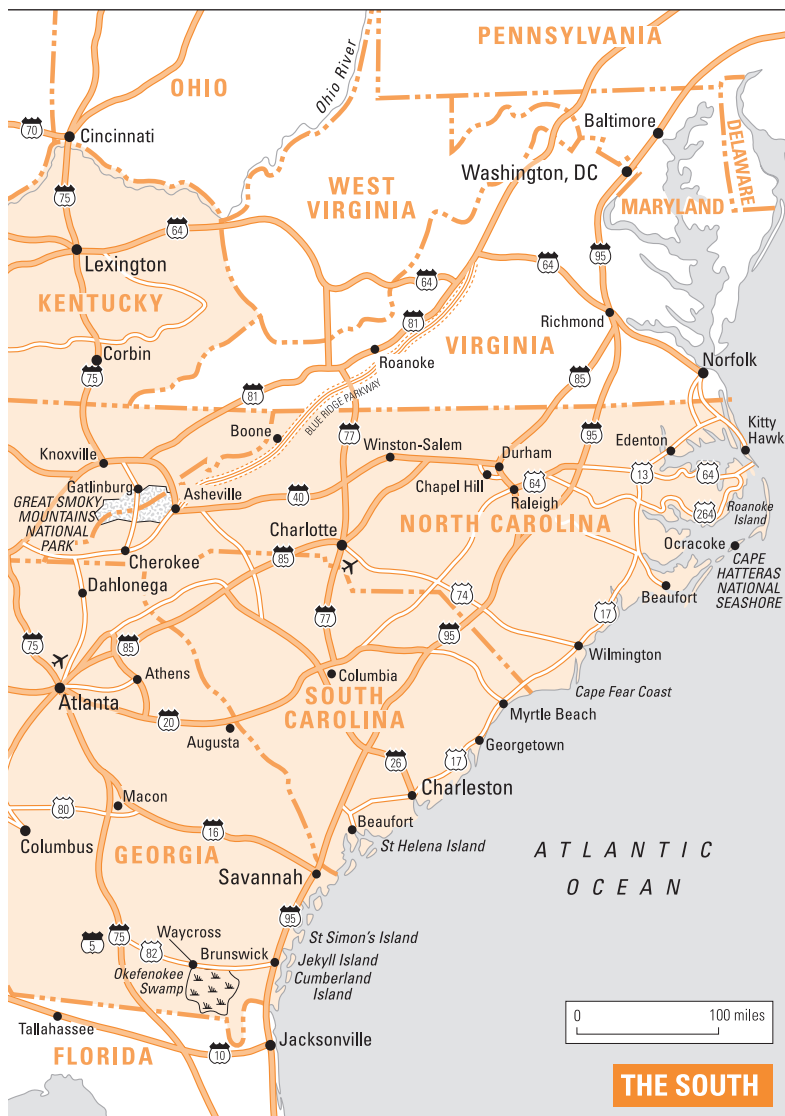 PENNSYLVANIA
OHIO
Ohio River
70
Cincinnati
Baltimore
DELAWARE
WEST
VIRGINIA
Washington, DC
MARYLAND
75
64
Lexington
95
64
64
KENTUCKY
81
Richmond
VIRGINIA
Roanoke
Corbin
Norfolk
75
85
81
BLUE RIDGE PARKWAY
77
95
Boone
Kitty
Hawk
Edenton
Winston-Salem
Durham
Knoxville
Chapel Hill
64
13
64
Gatlinburg
Raleigh
Asheville
40
GREAT SMOKY
MOUNTAINS
NATIONAL
PARK
264
Roanoke
Island
NORTH CAROLINA
Charlotte
Cherokee
85
Ocracoke
CAPE
HATTERAS
NATIONAL
SEASHORE
Dahlonega
74
Beaufort
77
17
75
85
95
Wilmington
Athens
Columbia
Atlanta
SOUTH
CAROLINA
Cape Fear Coast
Myrtle Beach
20
Augusta
Georgetown
26
17
Charleston
Macon
80
16
Beaufort
Columbus
GEORGIA
St Helena Island
ATLANTIC
OCEAN
Savannah
95
75
5
82
Waycross
Brunswick
St Simon's Island
Jekyll Island
Cumberland
Island
Okefenokee
Swamp
0
100 miles
Tallahassee
Jacksonville
FLORIDA
10
THE SOUTH